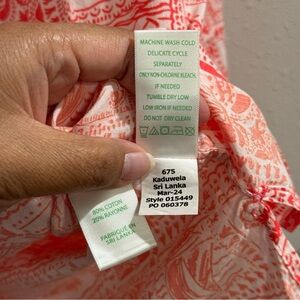 MACHINE WASH COLD
DELICATE CYCLE
SEPARATELY
ONLY NON-CHLORINE BLEACH,
IF NEEDED
TUMBLE DRY LOW
LOW IRON IF NEEDED
DO NOT DRY CLEAN
675
Kaduwela
Sri Lanka
Mar-24
Style 015449
PO 060378
80% COTON
20% RAYONNE
FABRIQUÉ EN
SRI LANKA